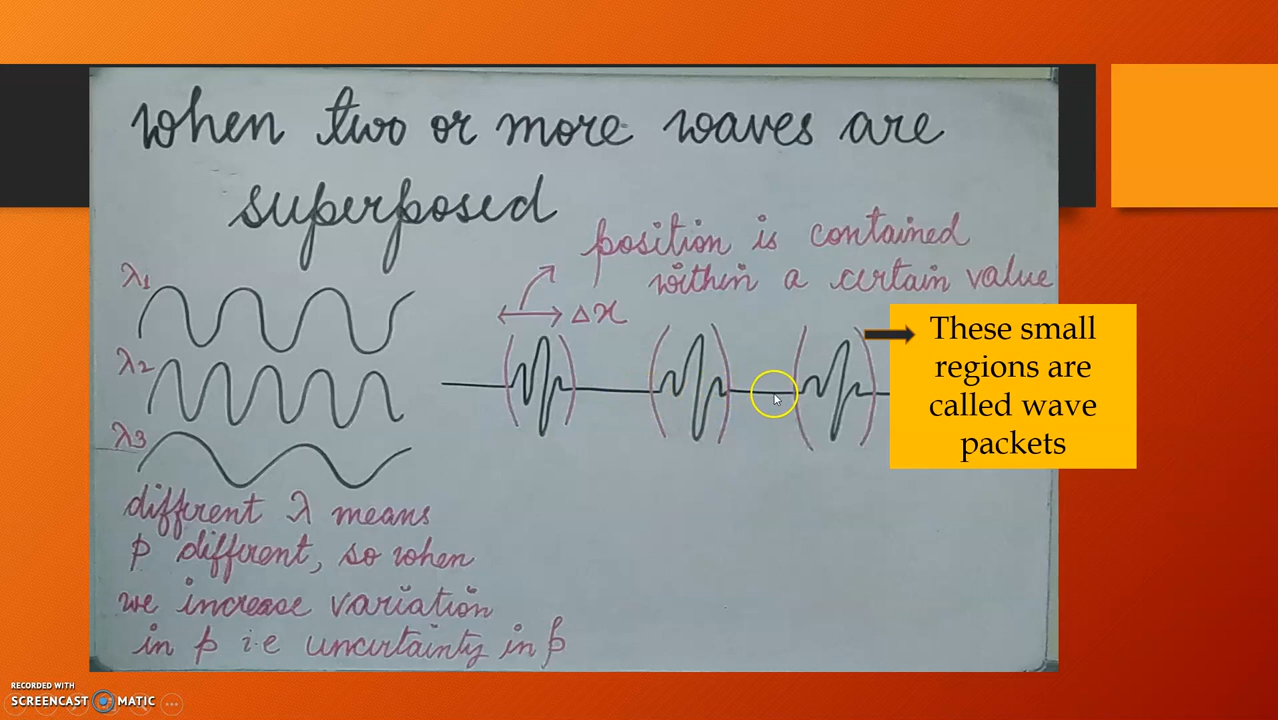 when two or more waves are
superposed
position is contained
within a certain value
λ1
Δx
These small
regions are
called wave
packets
λ2
λ3
different λ means
p different, so when
we increase variation
in p i.e uncertainty in p
RECORDED WITH
SCREENCAST MATIC